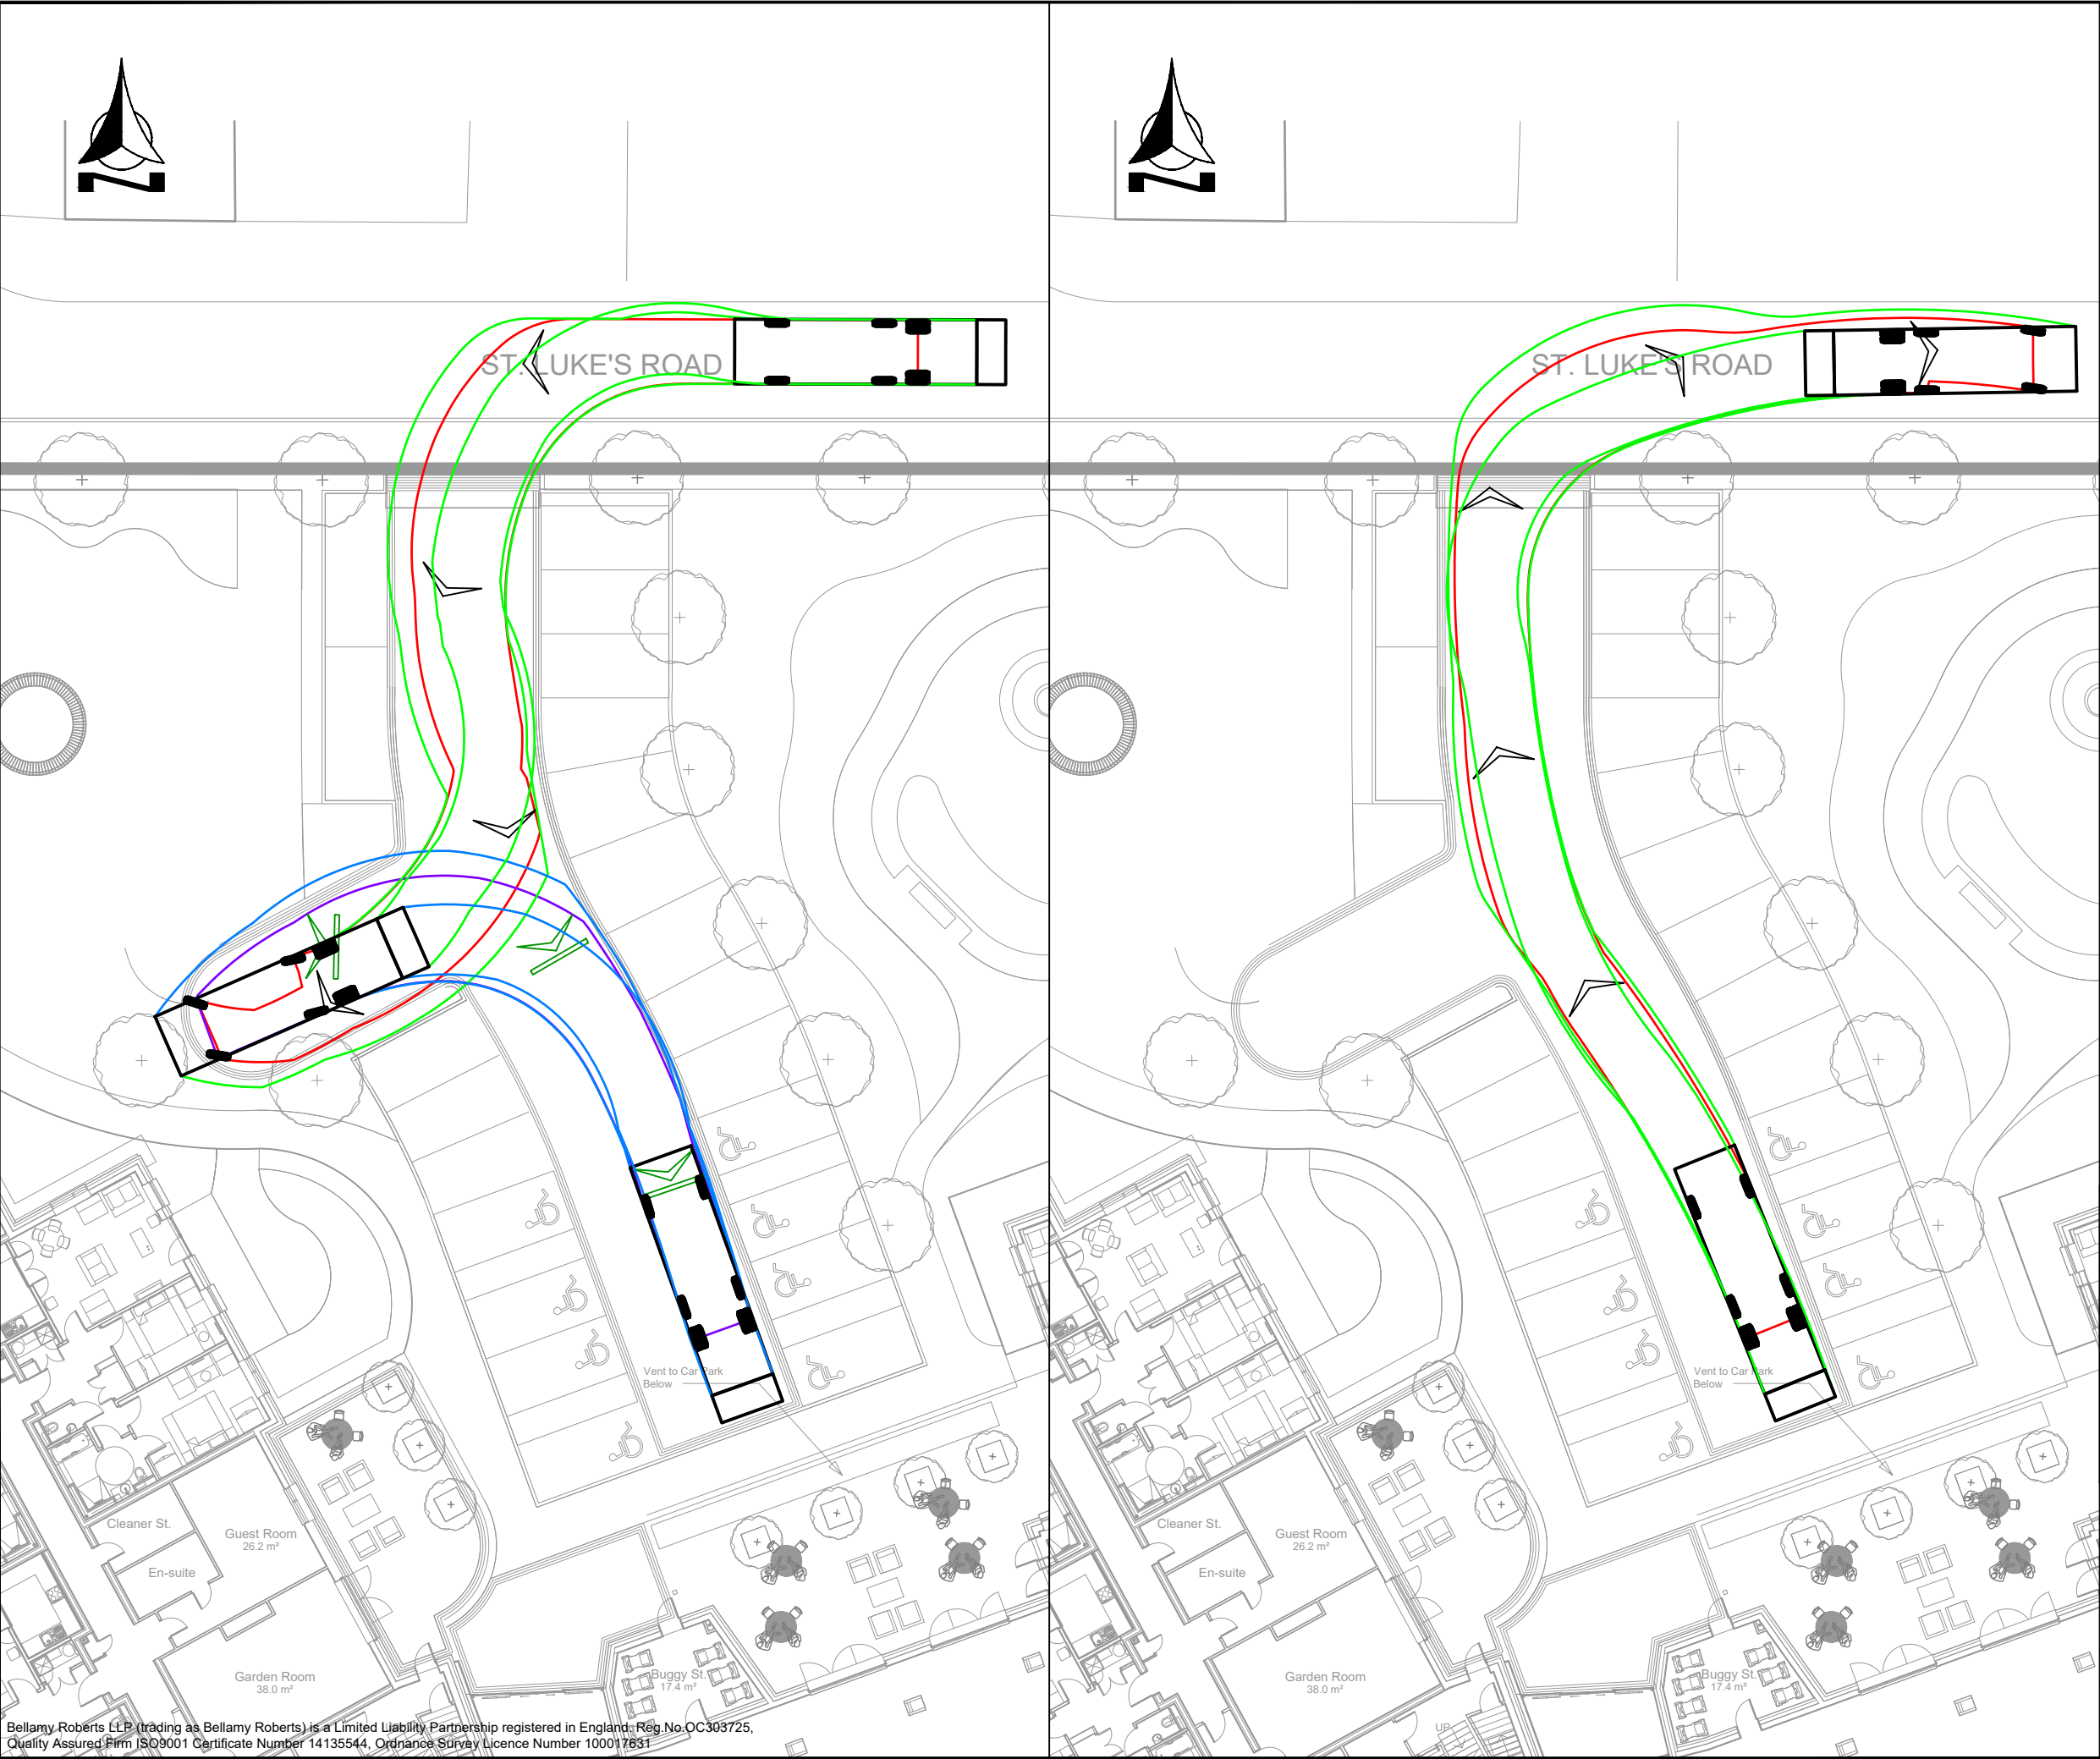 N
ST. LUKE'S ROAD
Vent to Car Park
Below
Cleaner St.
Guest Room
26.2 m²
En-suite
Garden Room
38.0 m²
Buggy St.
17.4 m²
Bellamy Roberts LLP (trading as Bellamy Roberts) is a Limited Liability Partnership registered in England. Reg.No.OC303725,
Quality Assured Firm ISO9001 Certificate Number 14135544, Ordnance Survey Licence Number 100017631
N
ST. LUKE'S ROAD
Vent to Car Park
Below
Cleaner St.
Guest Room
26.2 m²
En-suite
Garden Room
38.0 m²
Buggy St.
17.4 m²
UP